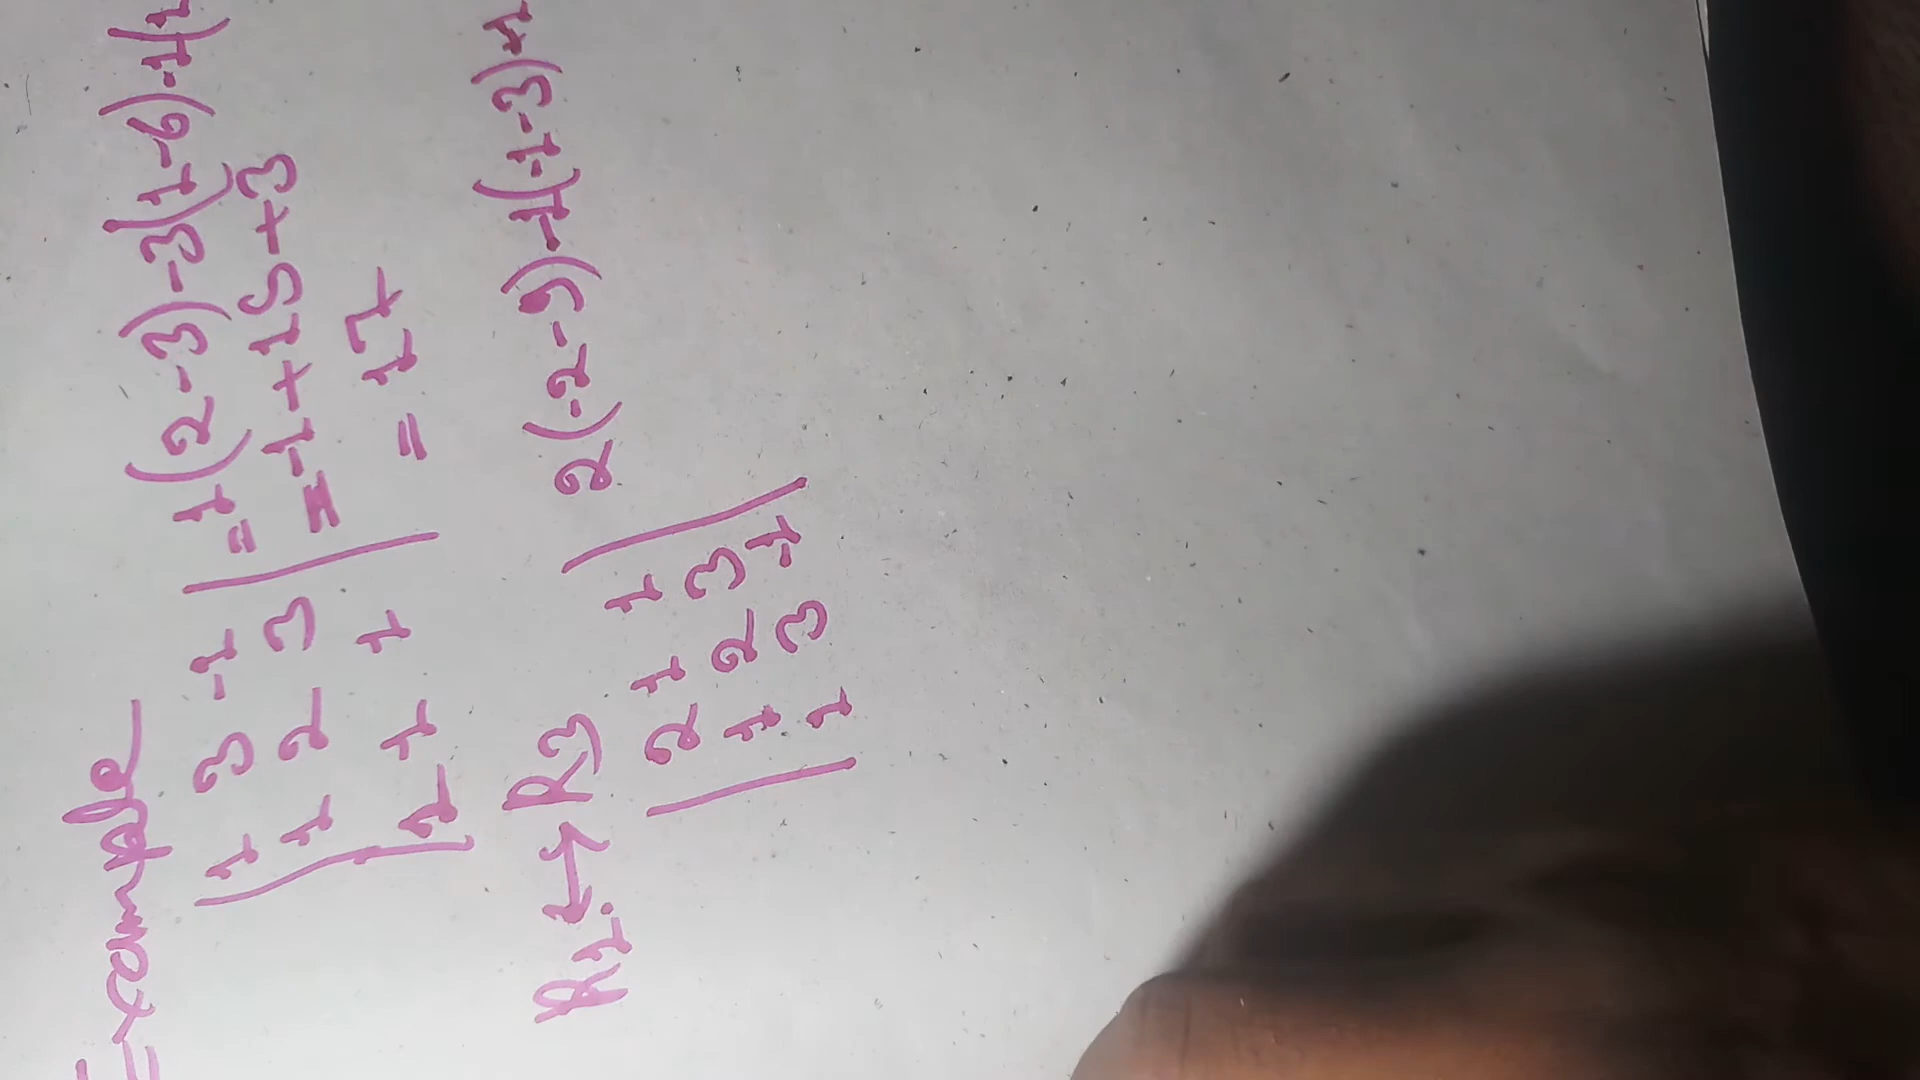 Example
| 1 3 -1 | = 1(2-3)-3(1-6)-1(1
| 1 2 3 | = -1+15+3
| 2 1 1 | = 17
R1 ↔ R3
| 2 1 1 | 2(-2-9)-1(-1-3)+1
| 1 2 3 |
| 1 3 -1 |